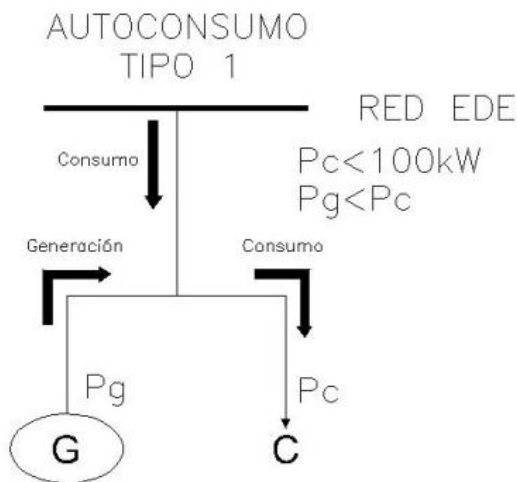 AUTOCONSUMO
TIPO 1
RED EDE
Consumo
Pc<100kW
Pg<Pc
Generación
Consumo
Pg
Pc
G
C